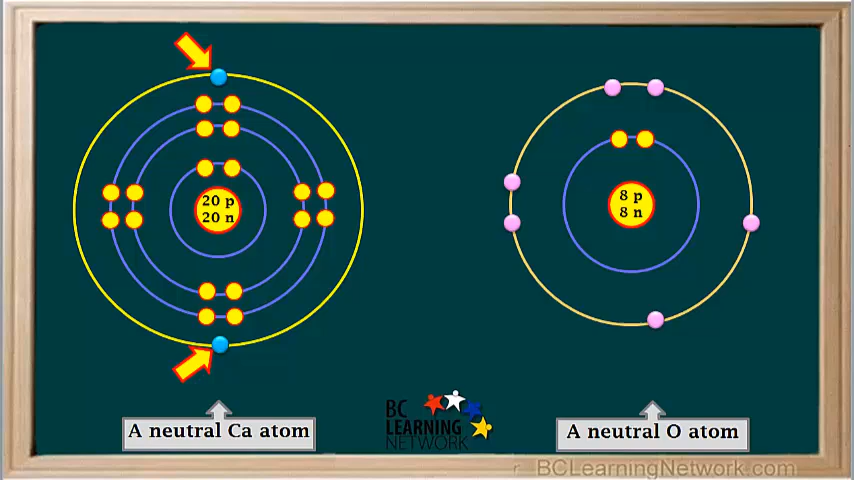 20 p
20 n
8 p
8 n
A neutral Ca atom
BC
LEARNING
NETWORK
A neutral O atom
BCLearningNetwork.com